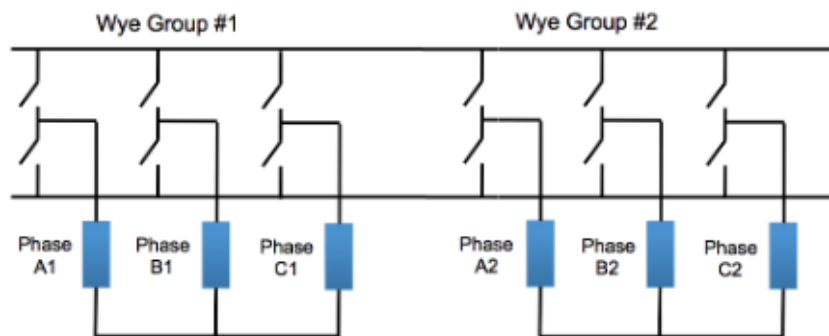 Wye Group #1
Wye Group #2
Phase
A1
Phase
B1
Phase
C1
Phase
A2
Phase
B2
Phase
C2